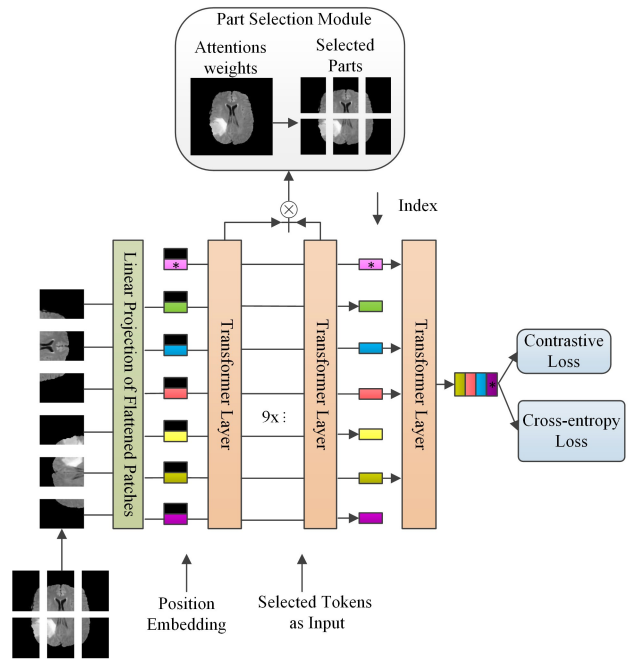 Part Selection Module
Attentions
weights
Selected
Parts
Index
*
*
Linear Projection of Flattened Patches
Transformer Layer
9x
Transformer Layer
Transformer Layer
*
Contrastive
Loss
Cross-entropy
Loss
Position
Embedding
Selected Tokens
as Input